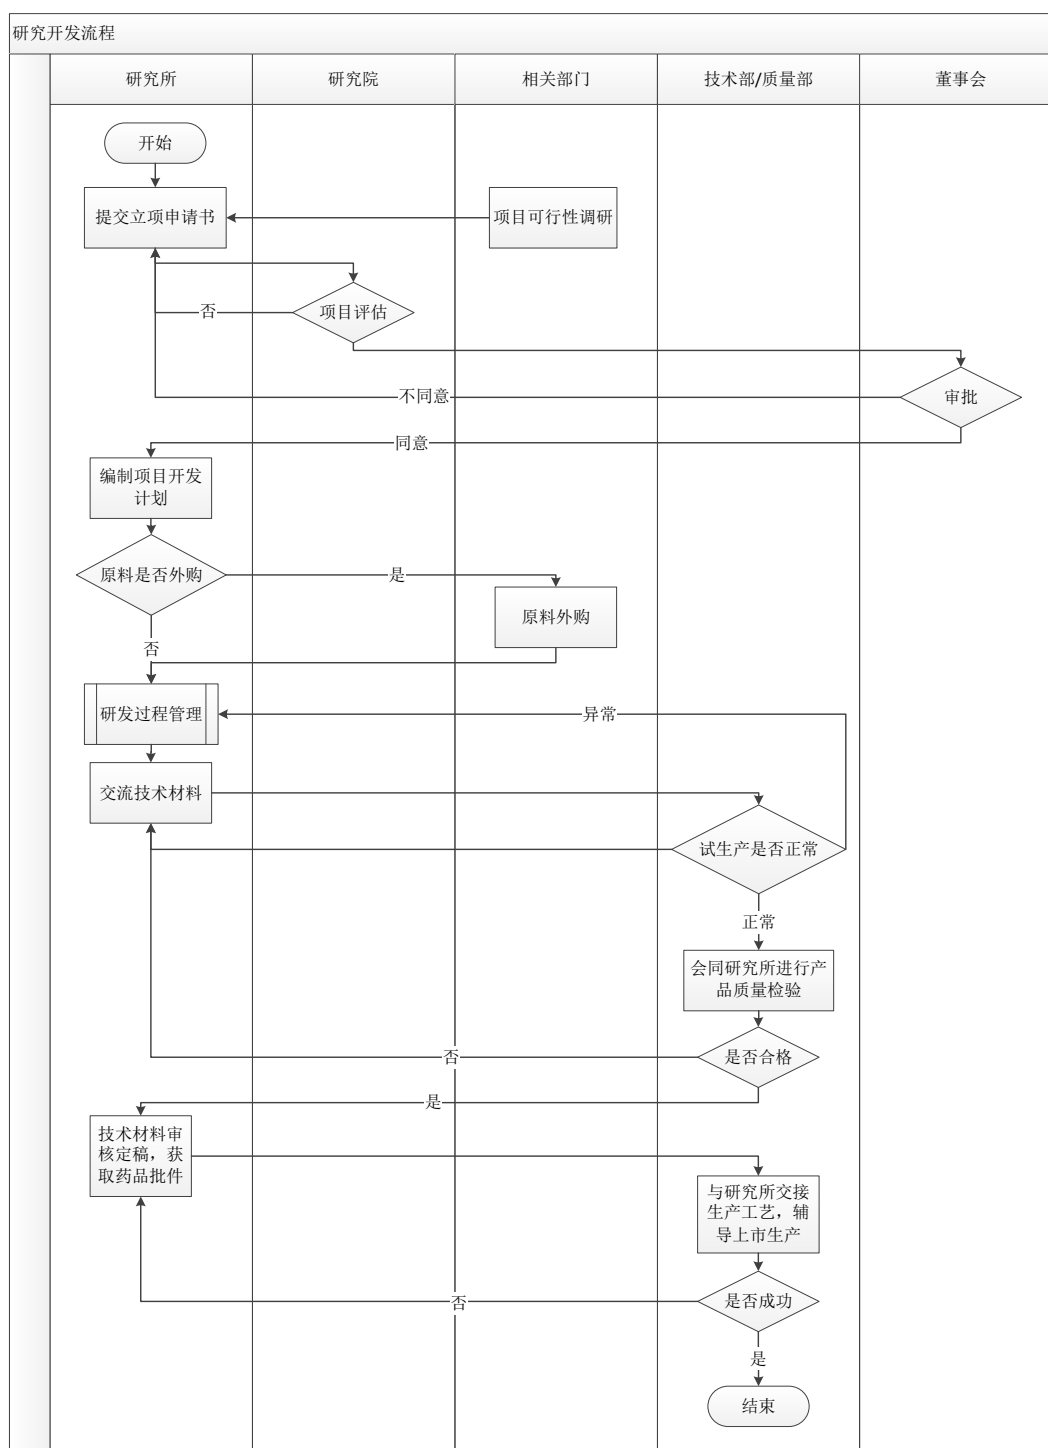 研究开发流程
研究所
研究院
相关部门
技术部/质量部
董事会
开始
提交立项申请书
项目可行性调研
否
项目评估
不同意
审批
同意
编制项目开发
计划
原料是否外购
是
原料外购
否
研发过程管理
异常
交流技术材料
试生产是否正常
正常
会同研究所进行产
品质量检验
否
是否合格
是
技术材料审
核定稿，获
取药品批件
与研究所交接
生产工艺，辅
导上市生产
否
是否成功
是
结束